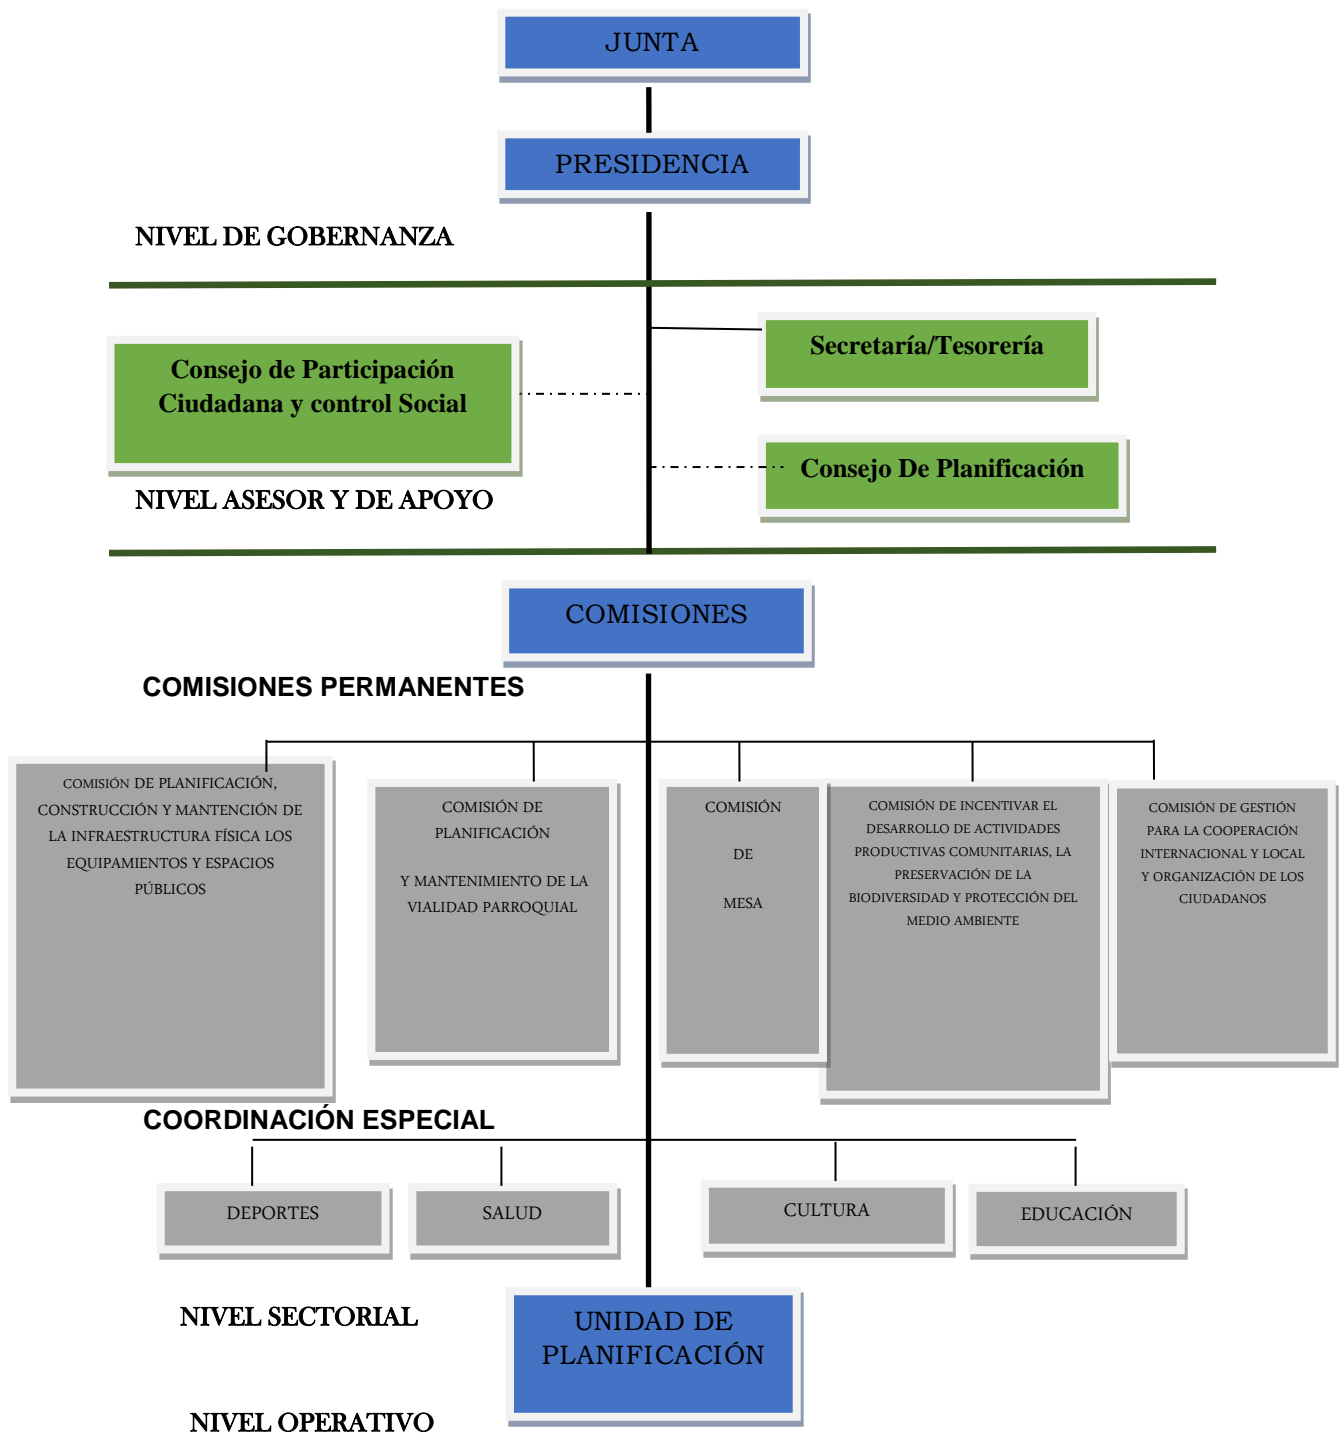 JUNTA
PRESIDENCIA
NIVEL DE GOBERNANZA
Secretaría/Tesorería
Consejo de Participación
Ciudadana y control Social
Consejo De Planificación
NIVEL ASESOR Y DE APOYO
COMISIONES
COMISIONES PERMANENTES
COMISIÓN DE PLANIFICACIÓN,
CONSTRUCCIÓN Y MANTENCIÓN DE
LA INFRAESTRUCTURA FÍSICA LOS
EQUIPAMIENTOS Y ESPACIOS
PÚBLICOS
COMISIÓN DE
PLANIFICACIÓN
Y MANTENIMIENTO DE LA
VIALIDAD PARROQUIAL
COMISIÓN
DE
MESA
COMISIÓN DE INCENTIVAR EL
DESARROLLO DE ACTIVIDADES
PRODUCTIVAS COMUNITARIAS, LA
PRESERVACIÓN DE LA
BIODIVERSIDAD Y PROTECCIÓN DEL
MEDIO AMBIENTE
COMISIÓN DE GESTIÓN
PARA LA COOPERACIÓN
INTERNACIONAL Y LOCAL
Y ORGANIZACIÓN DE LOS
CIUDADANOS
COORDINACIÓN ESPECIAL
DEPORTES
SALUD
CULTURA
EDUCACIÓN
NIVEL SECTORIAL
UNIDAD DE
PLANIFICACIÓN
NIVEL OPERATIVO